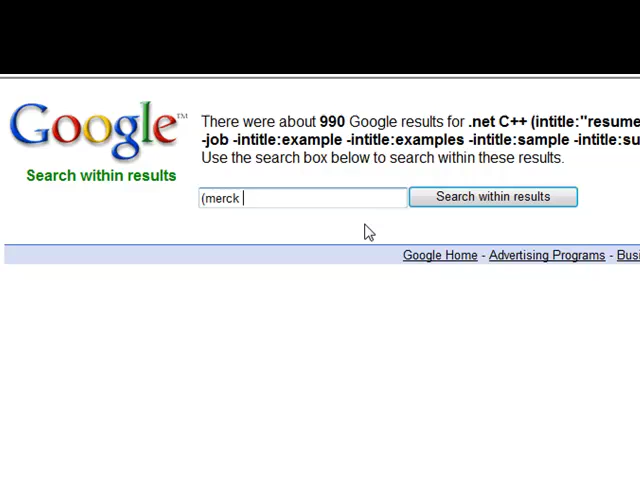 Google™
Search within results
There were about 990 Google results for .net C++ (intitle:"resume
-job -intitle:example -intitle:examples -intitle:sample -intitle:su
Use the search box below to search within these results.
(merck
Search within results
Google Home - Advertising Programs - Busi